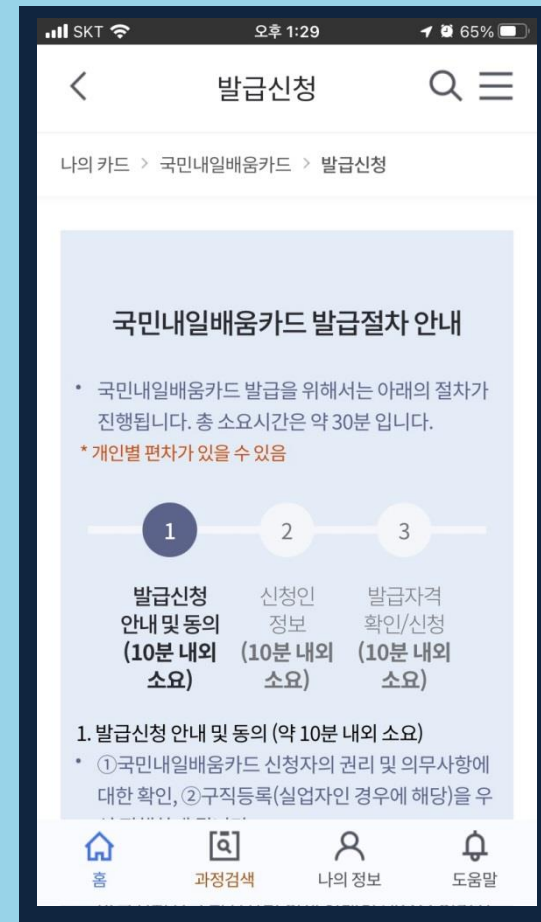 SKT 오후 1:29 65%
발급신청
나의 카드 > 국민내일배움카드 > 발급신청
국민내일배움카드 발급절차 안내
• 국민내일배움카드 발급을 위해서는 아래의 절차가
진행됩니다. 총 소요시간은 약 30분 입니다.
* 개인별 편차가 있을 수 있음
1 2 3
발급신청 신청인 발급자격
안내 및 동의 정보 확인/신청
(10분 내외 (10분 내외 (10분 내외
소요) 소요) 소요)
1. 발급신청 안내 및 동의 (약 10분 내외 소요)
• ①국민내일배움카드 신청자의 권리 및 의무사항에
대한 확인, ②구직등록(실업자인 경우에 해당)을 우
홈 과정검색 나의 정보 도움말